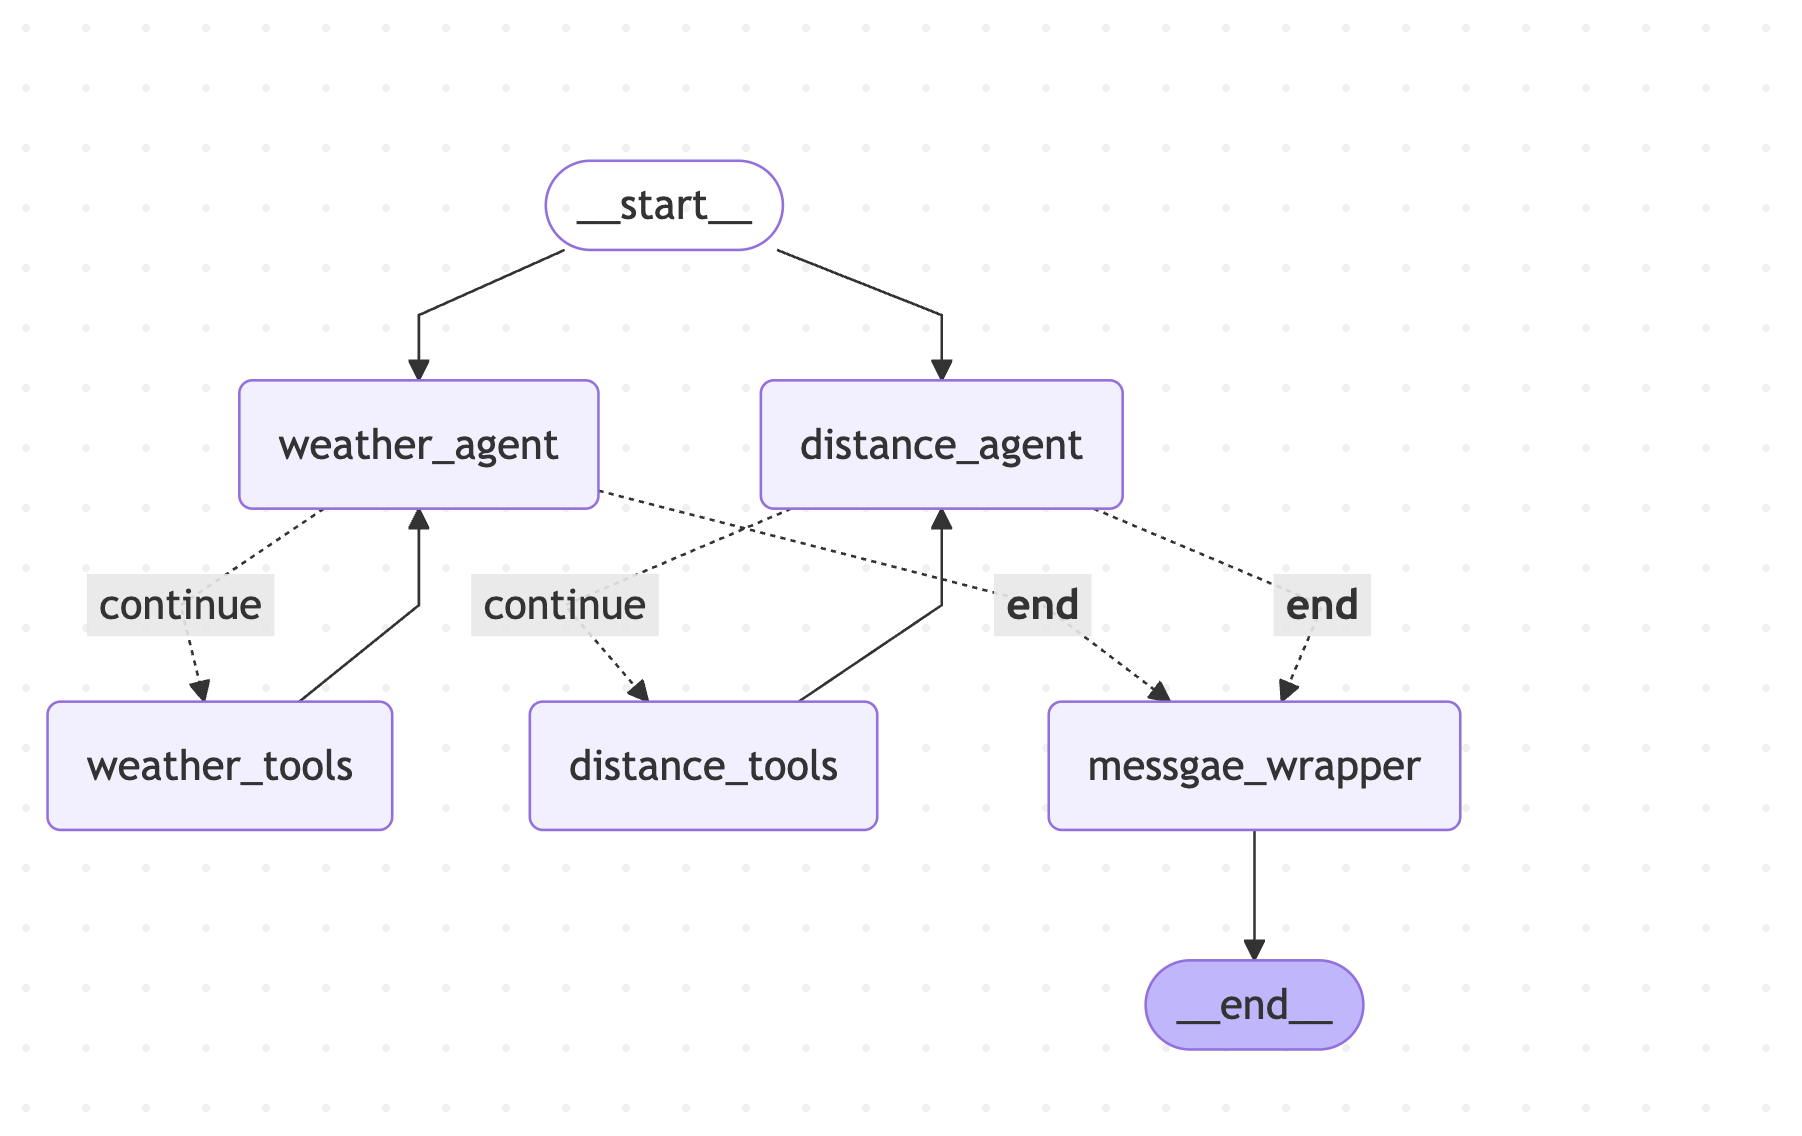 __start__
weather_agent
distance_agent
continue
continue
end
end
weather_tools
distance_tools
messgae_wrapper
__end__